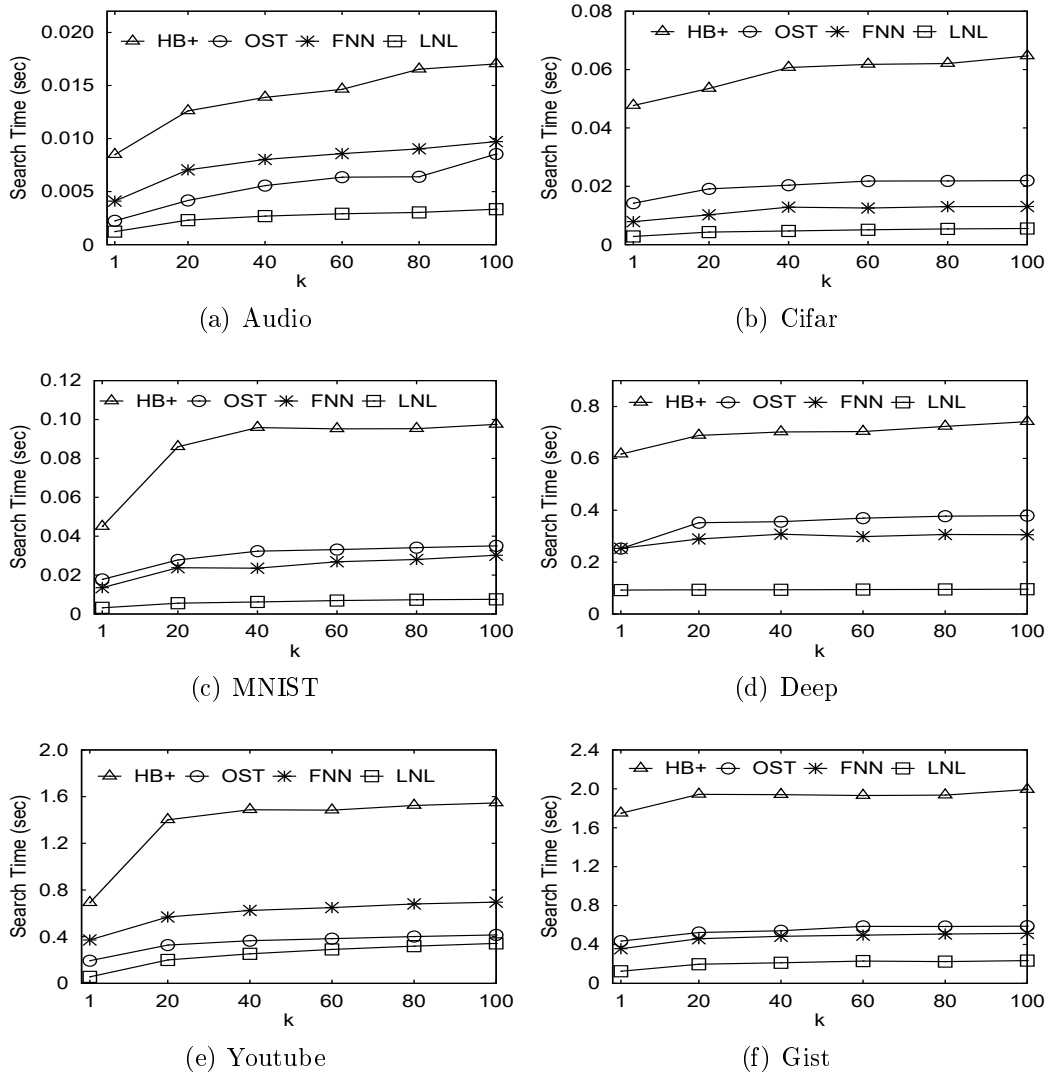 0.020
0.015
0.010
0.005
0
Search Time (sec)
HB+ OST FNN LNL
1 20 40 60 80 100
k
(a) Audio
0.08
0.06
0.04
0.02
0
Search Time (sec)
HB+ OST FNN LNL
1 20 40 60 80 100
k
(b) Cifar
0.12
0.10
0.08
0.06
0.04
0.02
0
Search Time (sec)
HB+ OST FNN LNL
1 20 40 60 80 100
k
(c) MNIST
0.8
0.6
0.4
0.2
0
Search Time (sec)
HB+ OST FNN LNL
1 20 40 60 80 100
k
(d) Deep
2.0
1.6
1.2
0.8
0.4
0
Search Time (sec)
HB+ OST FNN LNL
1 20 40 60 80 100
k
(e) Youtube
2.4
2.0
1.6
1.2
0.8
0.4
0
Search Time (sec)
HB+ OST FNN LNL
1 20 40 60 80 100
k
(f) Gist